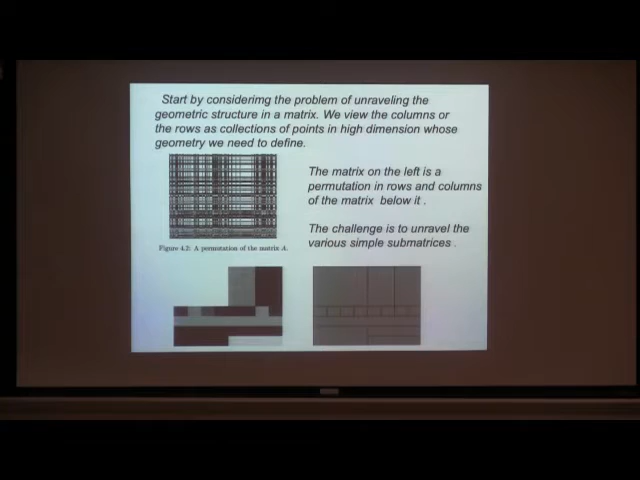 Start by considerimg the problem of unraveling the
geometric structure in a matrix. We view the columns or
the rows as collections of points in high dimension whose
geometry we need to define.
The matrix on the left is a
permutation in rows and columns
of the matrix below it .
The challenge is to unravel the
various simple submatrices .
Figure 4.2: A permutation of the matrix A.